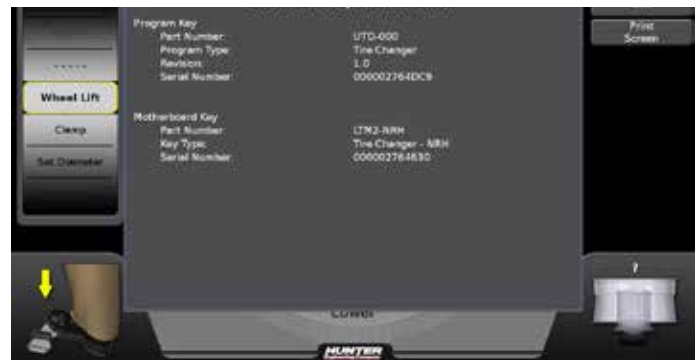 Program Key
Part Number: UTD-000
Program Type: Tire Changer
Revision: 1.0
Serial Number: 000002764DC9
Print
Screen
Wheel Lift
Clamp
Set Diameter
Motherboard Key
Part Number: LTM2-NRH
Key Type: Tire Changer - NRH
Serial Number: 000002764630
?
Lower
HUNTER